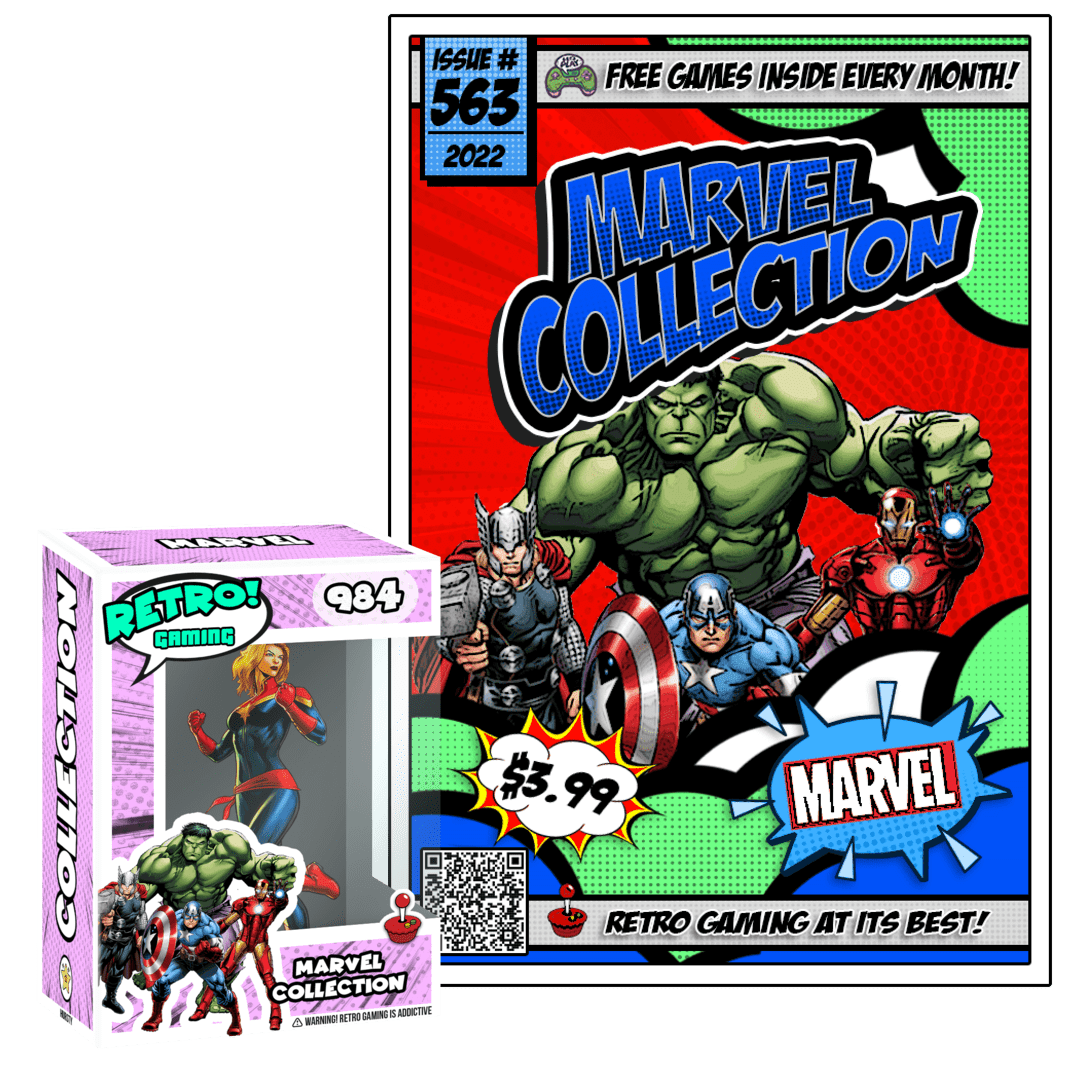 ISSUE #
563
2022
FREE GAMES INSIDE EVERY MONTH!
MARVEL
COLLECTION
$3.99
MARVEL
RETRO GAMING AT ITS BEST!
MARVEL
RETRO!
GAMING
984
COLLECTION
MARVEL
COLLECTION
⚠ WARNING! RETRO GAMING IS ADDICTIVE